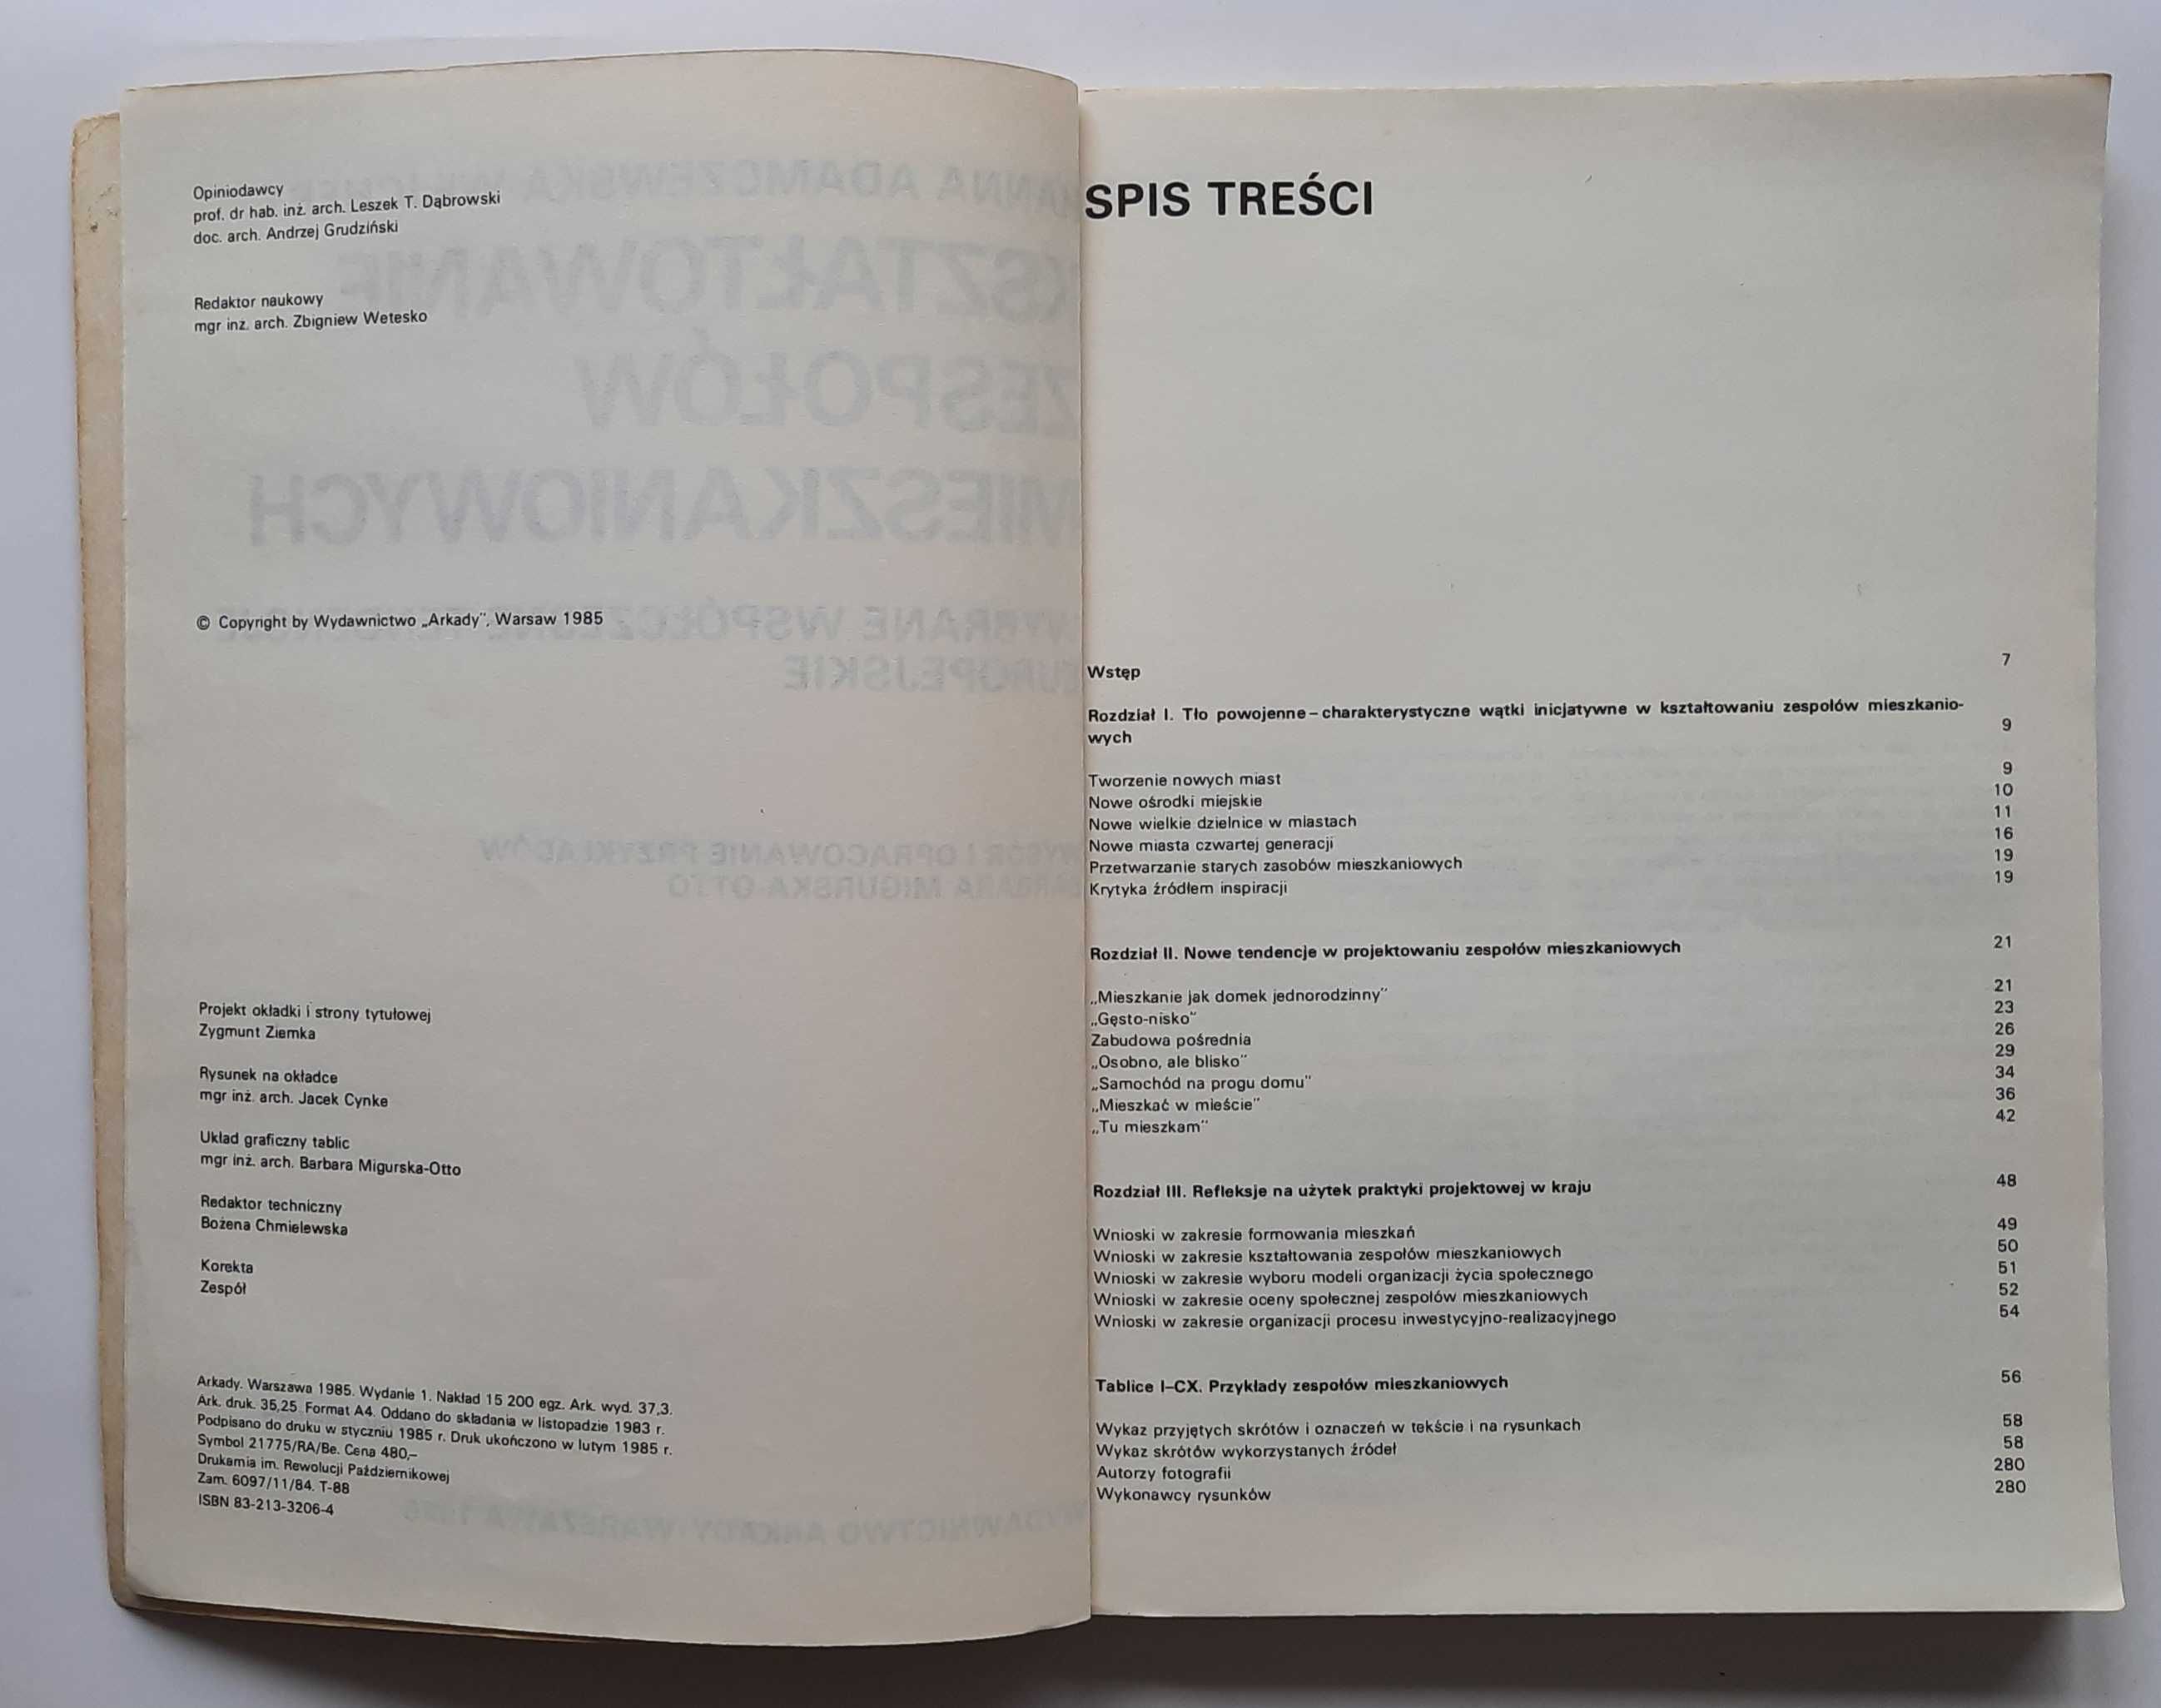 Opiniodawcy
prof. dr hab. inż. arch. Leszek T. Dąbrowski
doc. arch. Andrzej Grudziński
Redaktor naukowy
mgr inż. arch. Zbigniew Wetesko
© Copyright by Wydawnictwo „Arkady”, Warsaw 1985
Projekt okładki i strony tytułowej
Zygmunt Ziemka
Rysunek na okładce
mgr inż. arch. Jacek Cynke
Układ graficzny tablic
mgr inż. arch. Barbara Migurska-Otto
Redaktor techniczny
Bożena Chmielewska
Korekta
Zespół
Arkady. Warszawa 1985. Wydanie 1. Nakład 15 200 egz. Ark. wyd. 37,3.
Ark. druk. 35,25. Format A4. Oddano do składania w listopadzie 1983 r.
Podpisano do druku w styczniu 1985 r. Druk ukończono w lutym 1985 r.
Symbol 21775/RA/Be. Cena 480,–
Drukarnia im. Rewolucji Październikowej
Zam. 6097/11/84. T-88
ISBN 83-213-3206-4
SPIS TREŚCI
Wstęp 7
Rozdział I. Tło powojenne – charakterystyczne wątki inicjatywne w kształtowaniu zespołów mieszkanio-
wych 9
Tworzenie nowych miast 9
Nowe ośrodki miejskie 10
Nowe wielkie dzielnice w miastach 11
Nowe miasta czwartej generacji 16
Przetwarzanie starych zasobów mieszkaniowych 19
Krytyka źródłem inspiracji 19
Rozdział II. Nowe tendencje w projektowaniu zespołów mieszkaniowych 21
„Mieszkanie jak domek jednorodzinny” 21
„Gęsto-nisko” 23
Zabudowa pośrednia 26
„Osobno, ale blisko” 29
„Samochód na progu domu” 34
„Mieszkać w mieście” 36
„Tu mieszkam” 42
Rozdział III. Refleksje na użytek praktyki projektowej w kraju 48
Wnioski w zakresie formowania mieszkań 49
Wnioski w zakresie kształtowania zespołów mieszkaniowych 50
Wnioski w zakresie wyboru modeli organizacji życia społecznego 51
Wnioski w zakresie oceny społecznej zespołów mieszkaniowych 52
Wnioski w zakresie organizacji procesu inwestycyjno-realizacyjnego 54
Tablice I–CX. Przykłady zespołów mieszkaniowych 56
Wykaz przyjętych skrótów i oznaczeń w tekście i na rysunkach 58
Wykaz skrótów wykorzystanych źródeł 58
Autorzy fotografii 280
Wykonawcy rysunków 280